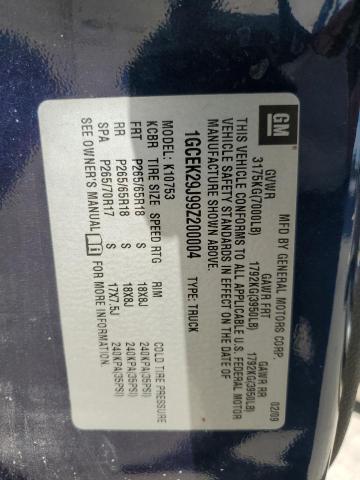 GM
MFD BY GENERAL MOTORS CORP. 02/09
GVWR GAWR FRT GAWR RR
3175KG(7000LB) 1792KG(3950LB) 1792KG(3950LB)
THIS VEHICLE CONFORMS TO ALL APPLICABLE U.S. FEDERAL MOTOR
VEHICLE SAFETY STANDARDS IN EFFECT ON THE DATE OF
MANUFACTURE SHOWN ABOVE.
1GCEK29J99Z200004 TYPE: TRUCK
MODEL: K10753
KCBR TIRE SIZE SPEED RTG RIM COLD TIRE PRESSURE
FRT P265/65R18 S 18X8J 240KPA(35PSI)
RR P265/65R18 S 18X8J 240KPA(35PSI)
SPA P265/70R17 S 17X7.5J 240KPA(35PSI)
SEE OWNER'S MANUAL FOR MORE INFORMATION.